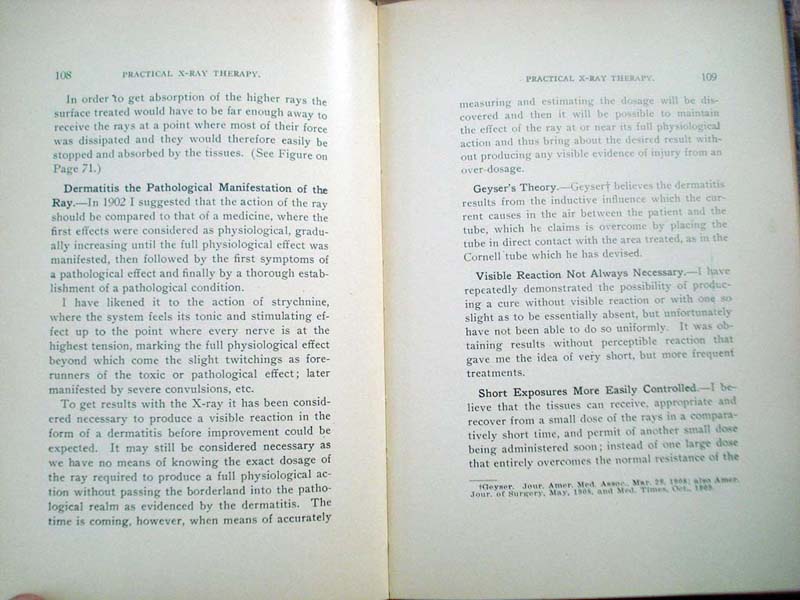 108 PRACTICAL X-RAY THERAPY.
In order to get absorption of the higher rays the
surface treated would have to be far enough away to
receive the rays at a point where most of their force
was dissipated and they would therefore easily be
stopped and absorbed by the tissues. (See Figure on
Page 71.)
Dermatitis the Pathological Manifestation of the
Ray.—In 1902 I suggested that the action of the ray
should be compared to that of a medicine, where the
first effects were considered as physiological, gradu-
ally increasing until the full physiological effect was
manifested, then followed by the first symptoms of
a pathological effect and finally by a thorough estab-
lishment of a pathological condition.
I have likened it to the action of strychnine,
where the system feels its tonic and stimulating ef-
fect up to the point where every nerve is at the
highest tension, marking the full physiological effect
beyond which come the slight twitchings as fore-
runners of the toxic or pathological effect; later
manifested by severe convulsions, etc.
To get results with the X-ray it has been consid-
ered necessary to produce a visible reaction in the
form of a dermatitis before improvement could be
expected. It may still be considered necessary as
we have no means of knowing the exact dosage of
the ray required to produce a full physiological ac-
tion without passing the borderland into the patho-
logical realm as evidenced by the dermatitis. The
time is coming, however, when means of accurately
PRACTICAL X-RAY THERAPY. 109
measuring and estimating the dosage will be dis-
covered and then it will be possible to maintain
the effect of the ray at or near its full physiological
action and thus bring about the desired result with-
out producing any visible evidence of injury from an
over-dosage.
Geyser's Theory.—Geyser† believes the dermatitis
results from the inductive influence which the cur-
rent causes in the air between the patient and the
tube, which he claims is overcome by placing the
tube in direct contact with the area treated, as in the
Cornell tube which he has devised.
Visible Reaction Not Always Necessary.—I have
repeatedly demonstrated the possibility of produc-
ing a cure without visible reaction or with one so
slight as to be essentially absent, but unfortunately
have not been able to do so uniformly. It was ob-
taining results without perceptible reaction that
gave me the idea of very short, but more frequent
treatments.
Short Exposures More Easily Controlled.—I be-
lieve that the tissues can receive, appropriate and
recover from a small dose of the rays in a compara-
tively short time, and permit of another small dose
being administered soon; instead of one large dose
that entirely overcomes the normal resistance of the
†Geyser. Jour. Amer. Med. Assoc., Mar. 28, 1908; also Amer.
Jour. of Surgery, May, 1908, and Med. Times, Oct., 1908.